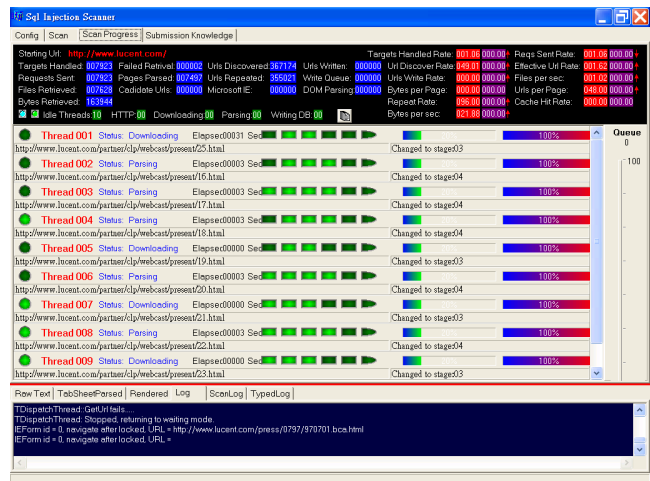 Sql Injection Scanner
Config Scan Scan Progress Submission Knowledge
Starting Url: http://www.lucent.com/ Targets Handled Rate: 001.06 000.00 Reqs Sent Rate: 001.06 000.00
Targets Handled: 007923 Failed Retrival: 000002 Urls Discovered 367174 Urls Written: 000000 Url Discover Rate 049.01 000.00 Effective Url Rate: 001.62 000.00
Requests Sent: 007923 Pages Parsed: 007497 Urls Repeated: 355021 Write Queue: 000000 Urls Write Rate: 000.00 000.00 Files per sec: 001.02 000.00
Files Retrieved: 007628 Cadidate Urls: 000000 Microsoft IE: 000000 DOM Parsing: 000000 Bytes per Page: 000.00 000.00 Urls per Page: 048.00 000.00
Bytes Retrieved: 163944 Repeat Rate: 096.00 000.00 Cache Hit Rate: 000.00 000.00
Idle Threads: 10 HTTP: 00 Downloading: 00 Parsing: 00 Writing DB: 00 Bytes per sec: 021.88 000.00
Thread 001 Status: Downloading Elapsed 00031 Sec 100%
http://www.lucent.com/partner/clp/webcast/present/25.html Changed to stage:03
Thread 002 Status: Parsing Elapsed 00003 Sec 100%
http://www.lucent.com/partner/clp/webcast/present/16.html Changed to stage:04
Thread 003 Status: Parsing Elapsed 00003 Sec 100%
http://www.lucent.com/partner/clp/webcast/present/17.html Changed to stage:04
Thread 004 Status: Parsing Elapsed 00003 Sec 100%
http://www.lucent.com/partner/clp/webcast/present/18.html Changed to stage:04
Thread 005 Status: Downloading Elapsed 00000 Sec 100%
http://www.lucent.com/partner/clp/webcast/present/19.html Changed to stage:03
Thread 006 Status: Parsing Elapsed 00003 Sec 100%
http://www.lucent.com/partner/clp/webcast/present/20.html Changed to stage:04
Thread 007 Status: Downloading Elapsed 00000 Sec 100%
http://www.lucent.com/partner/clp/webcast/present/21.html Changed to stage:03
Thread 008 Status: Parsing Elapsed 00003 Sec 100%
http://www.lucent.com/partner/clp/webcast/present/22.html Changed to stage:04
Thread 009 Status: Downloading Elapsed 00000 Sec 100%
http://www.lucent.com/partner/clp/webcast/present/23.html Changed to stage:03
Queue
0
100
Raw Text TabSheetParsed Rendered Log ScanLog TypedLog
TDispatchThread::GetUrl fails.....
TDispatchThread: Stopped, returning to waiting mode.
IEForm id = 0, navigate after locked, URL = http://www.lucent.com/press/0797/970701.bca.html
IEForm id = 0, navigate after locked, URL =